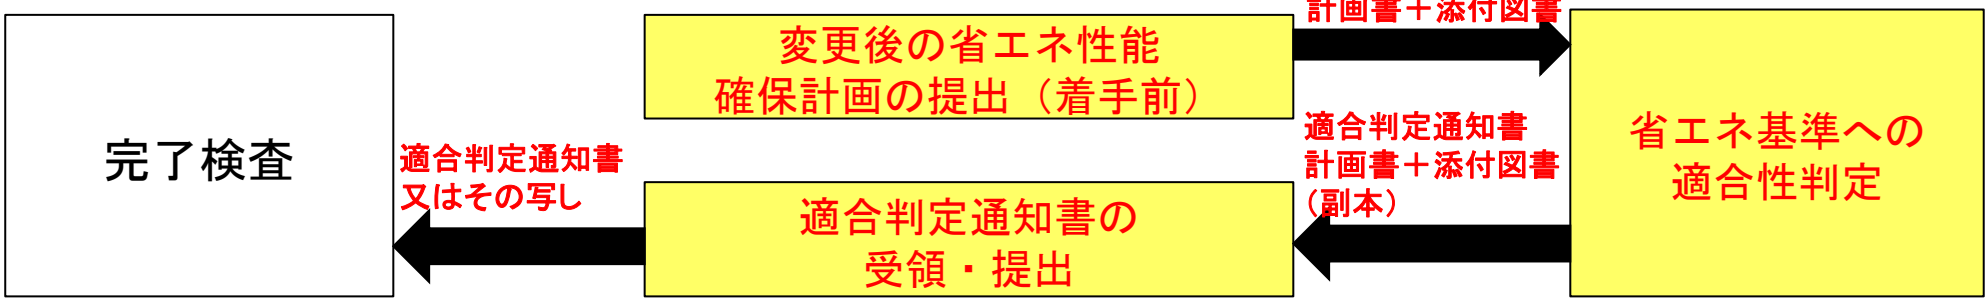 完了検査
適合判定通知書
又はその写し
変更後の省エネ性能
確保計画の提出（着手前）
適合判定通知書の
受領・提出
計画書＋添付図書
適合判定通知書
計画書＋添付図書
（副本）
省エネ基準への
適合性判定